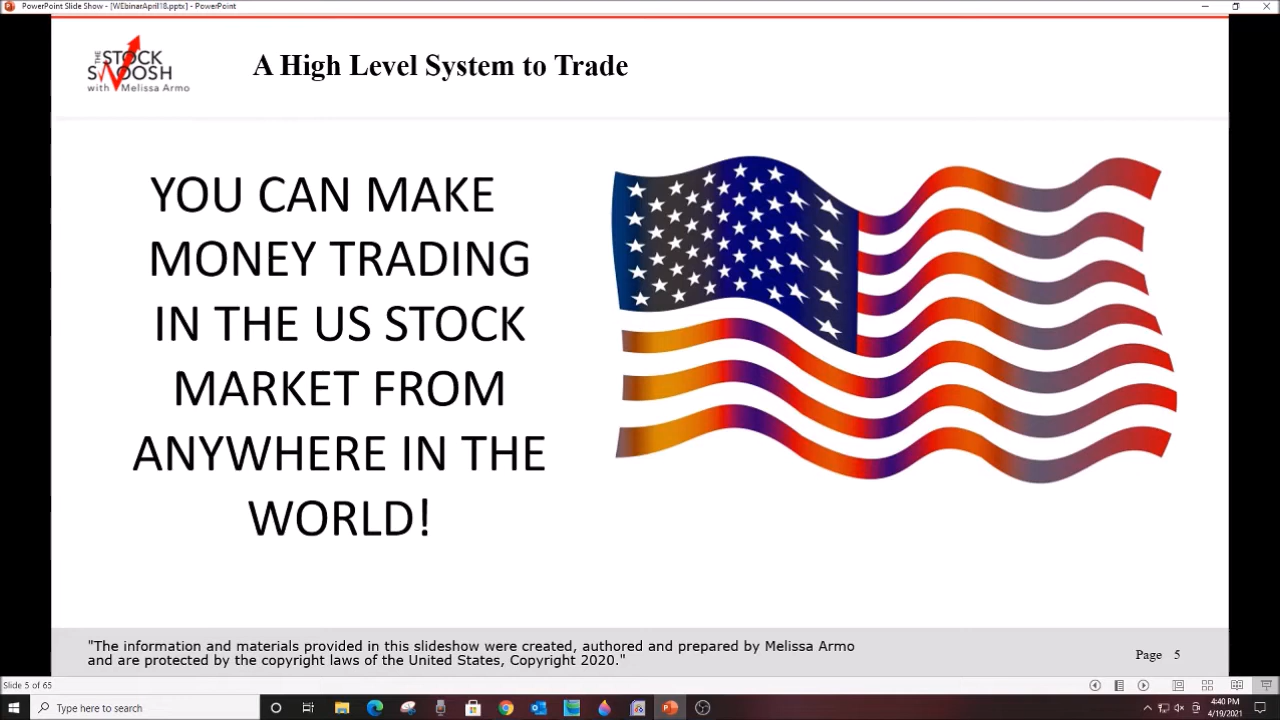 PowerPoint Slide Show - [WEbinarApril18.pptx] - PowerPoint
THE
STOCK
SWOOSH
with Melissa Armo
A High Level System to Trade
YOU CAN MAKE
MONEY TRADING
IN THE US STOCK
MARKET FROM
ANYWHERE IN THE
WORLD!
"The information and materials provided in this slideshow were created, authored and prepared by Melissa Armo
and are protected by the copyright laws of the United States, Copyright 2020."
Page 5
Slide 5 of 65
Type here to search
4:40 PM
4/19/2021